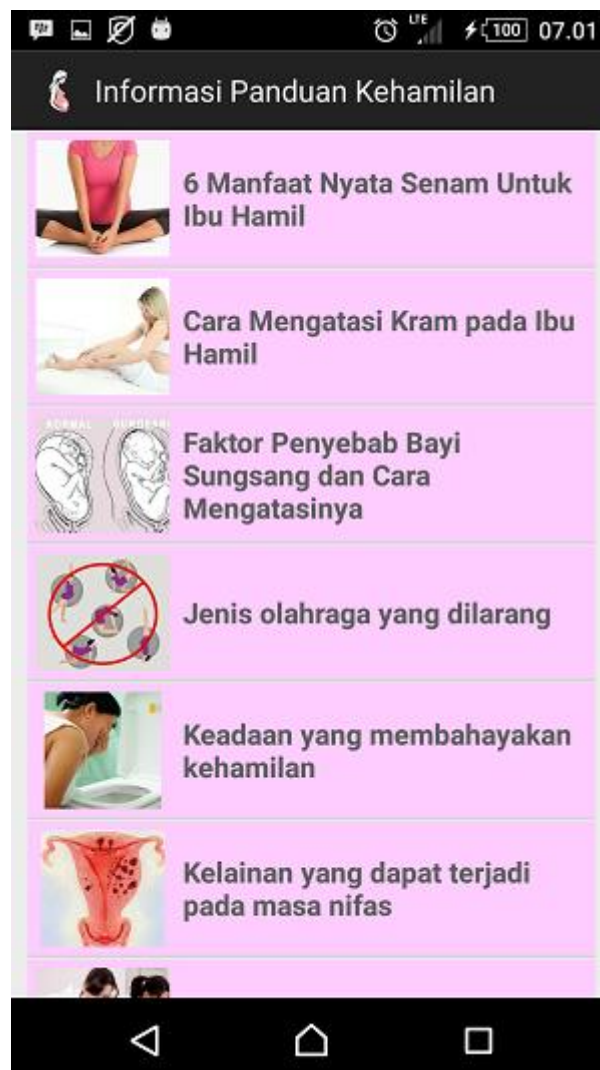 LTE
100
07.01
Informasi Panduan Kehamilan
6 Manfaat Nyata Senam Untuk
Ibu Hamil
Cara Mengatasi Kram pada Ibu
Hamil
NORMAL
Faktor Penyebab Bayi
Sungsang dan Cara
Mengatasinya
Jenis olahraga yang dilarang
Keadaan yang membahayakan
kehamilan
Kelainan yang dapat terjadi
pada masa nifas